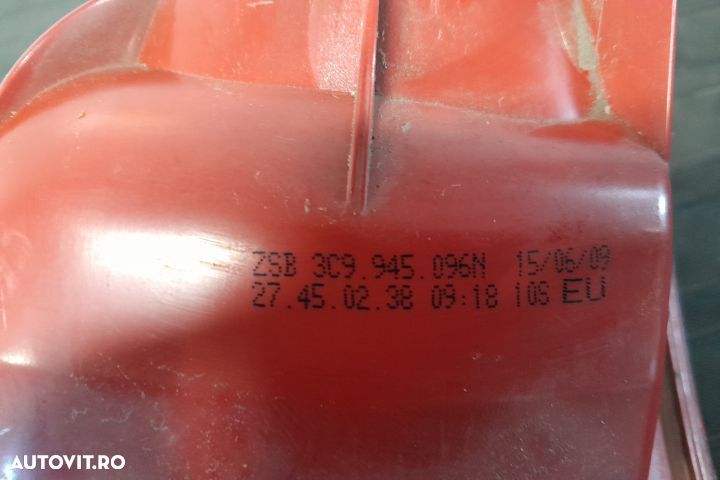 ZSB 3C9.945.096N 15/06/09
27.45.02.38 09:18 10S EU
AUTOVIT.RO